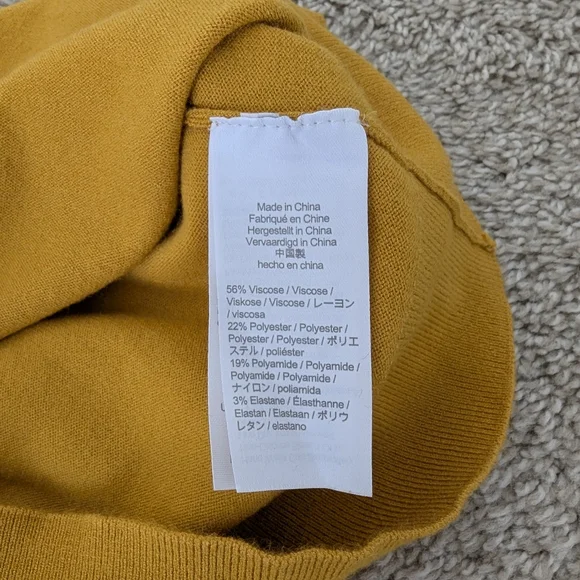 Made in China
Fabriqué en Chine
Hergestellt in China
Vervaardigd in China
中国製
hecho en china
56% Viscose / Viscose /
Viskose / Viscose / レーヨン
/ viscosa
22% Polyester / Polyester /
Polyester / Polyester / ポリエ
ステル / poliéster
19% Polyamide / Polyamide /
Polyamide / Polyamide /
ナイロン / poliamida
3% Elastane / Élasthanne /
Elastan / Elastaan / ポリウ
レタン / elastano